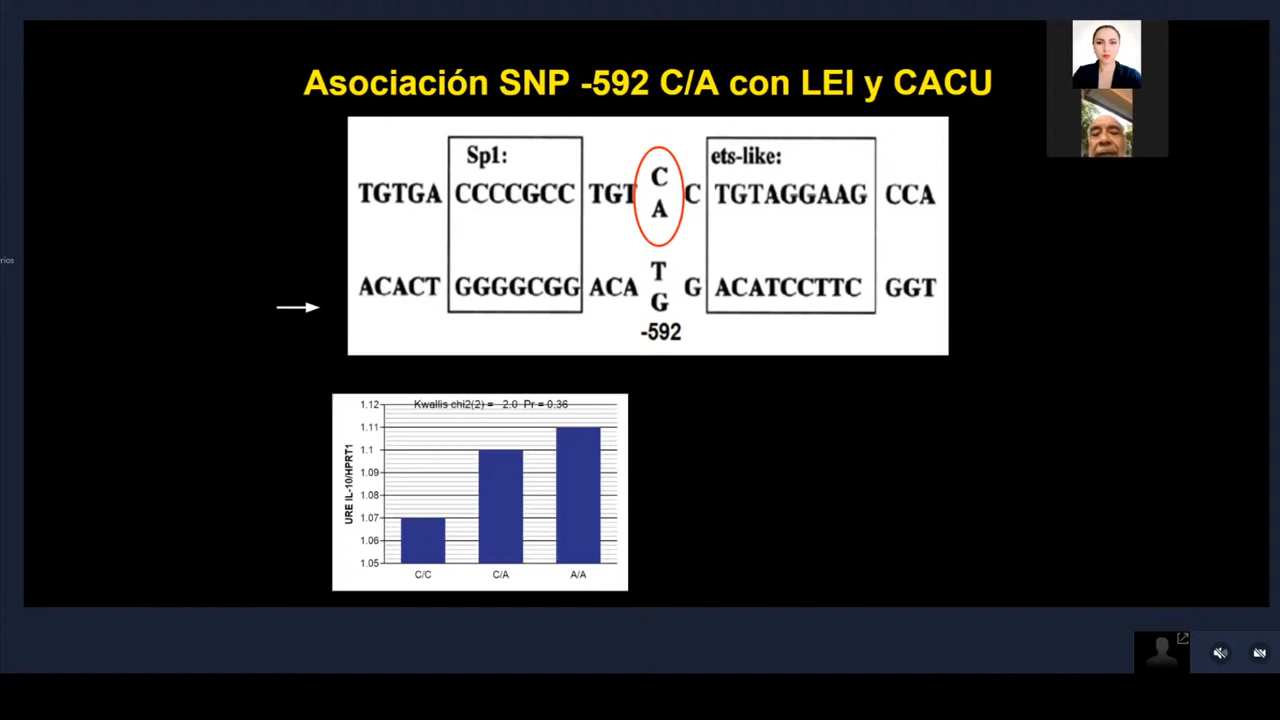 Asociación SNP -592 C/A con LEI y CACU
Sp1:
ets-like:
TGTGA CCCCGCC TGT C C TGTAGGAAG CCA
A
T
ACACT GGGGCGG ACA G ACATCCTTC GGT
G
-592
rios
Kwallis chi2(2) = 2.0 Pr = 0.36
URE IL-10/HPRT1
1.12
1.11
1.1
1.09
1.08
1.07
1.06
1.05
C/C C/A A/A